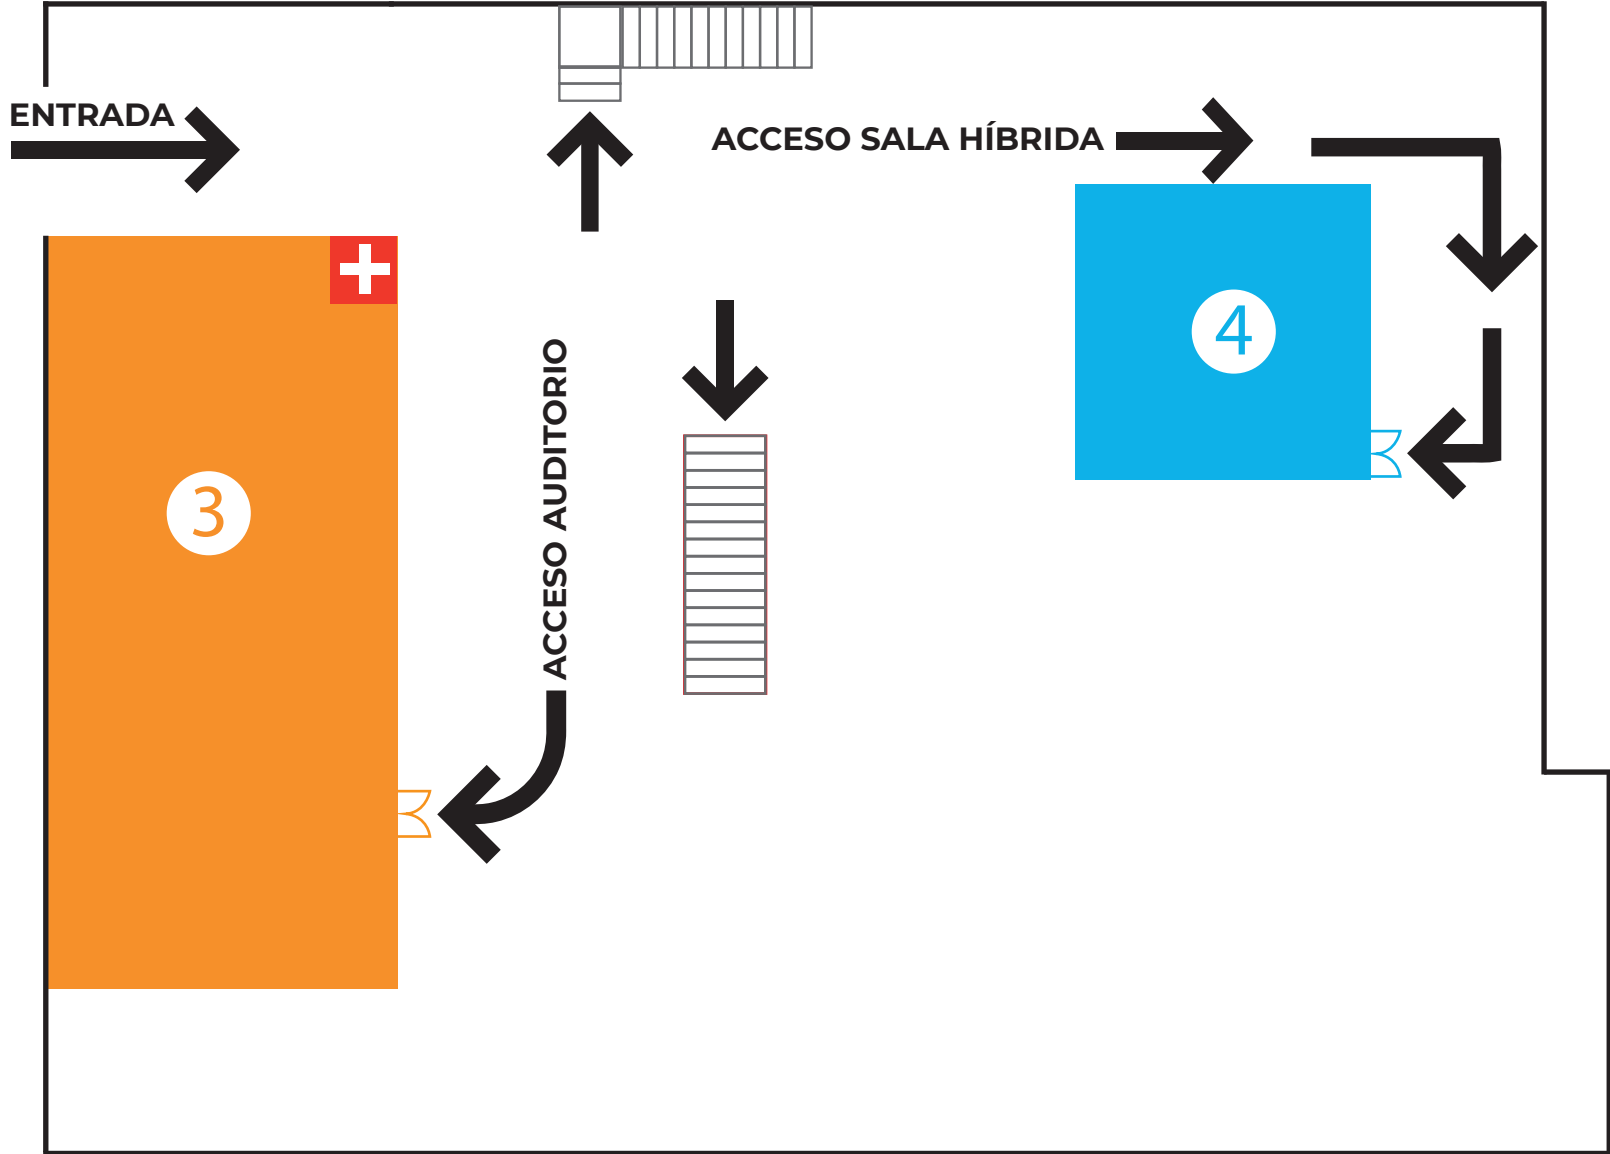 ENTRADA
ACCESO SALA HÍBRIDA
ACCESO AUDITORIO
3
4